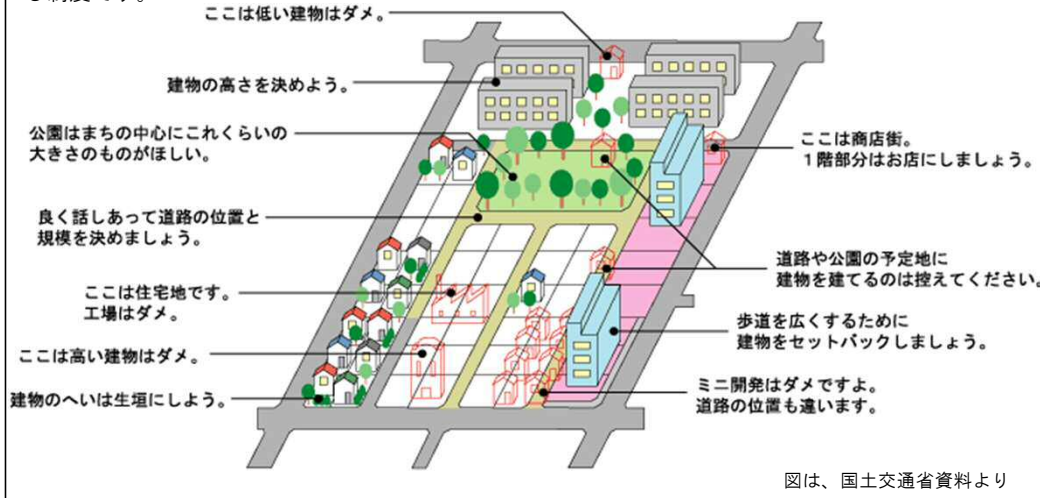 ここは低い建物はダメ。
建物の高さを決めよう。
公園はまちの中心にこれくらいの
大きさのものがほしい。
ここは商店街。
1階部分はお店にしましょう。
良く話しあって道路の位置と
規模を決めましょう。
道路や公園の予定地に
建物を建てるのは控えてください。
ここは住宅地です。
工場はダメ。
歩道を広くするために
建物をセットバックしましょう。
ここは高い建物はダメ。
ミニ開発はダメですよ。
道路の位置も違います。
建物のへいは生垣にしよう。
図は、国土交通省資料より